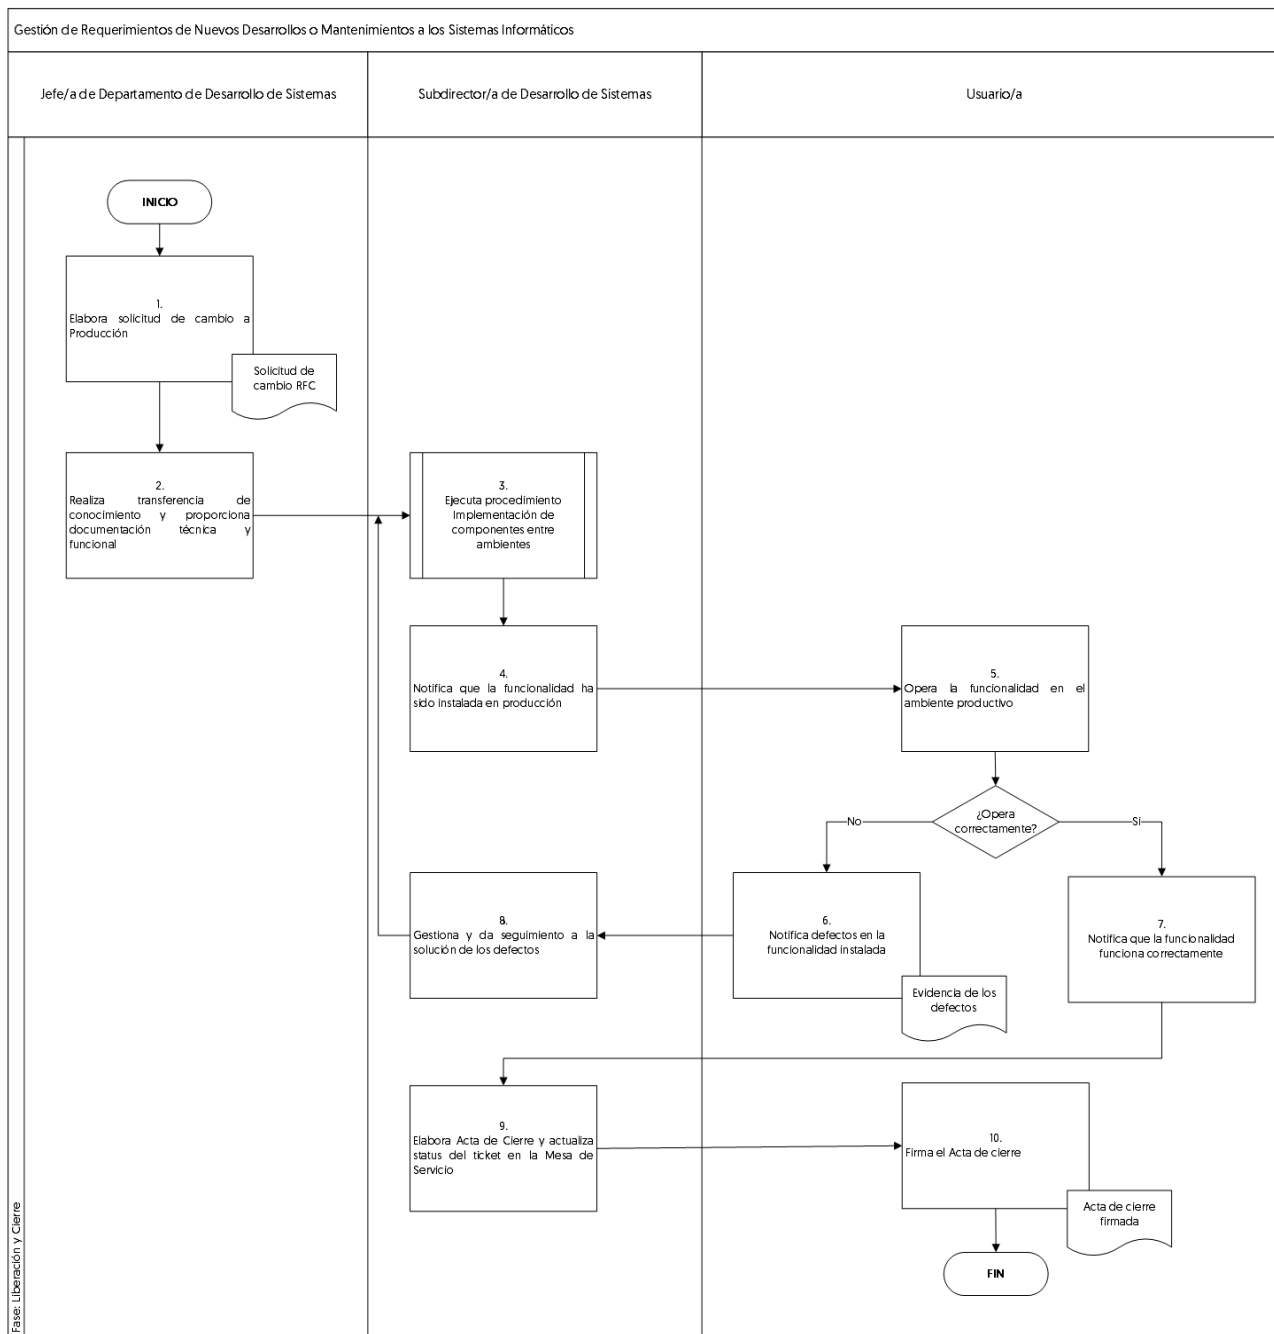 Gestión de Requerimientos de Nuevos Desarrollos o Mantenimientos a los Sistemas Informáticos
Jefe/a de Departamento de Desarrollo de Sistemas
Subdirector/a de Desarrollo de Sistemas
Usuario/a
INICIO
1.
Elabora solicitud de cambio a
Producción
Solicitud de
cambio RFC
2.
Realiza transferencia de
conocimiento y proporciona
documentación técnica y
funcional
3.
Ejecuta procedimiento
Implementación de
componentes entre
ambientes
4.
Notifica que la funcionalidad ha
sido instalada en producción
5.
Opera la funcionalidad en el
ambiente productivo
¿Opera
correctamente?
No
Sí
8.
Gestiona y da seguimiento a la
solución de los defectos
6.
Notifica defectos en la
funcionalidad instalada
Evidencia de los
defectos
7.
Notifica que la funcionalidad
funciona correctamente
9.
Elabora Acta de Cierre y actualiza
status del ticket en la Mesa de
Servicio
10.
Firma el Acta de cierre
Acta de cierre
firmada
FIN
Fase: Liberación y Cierre